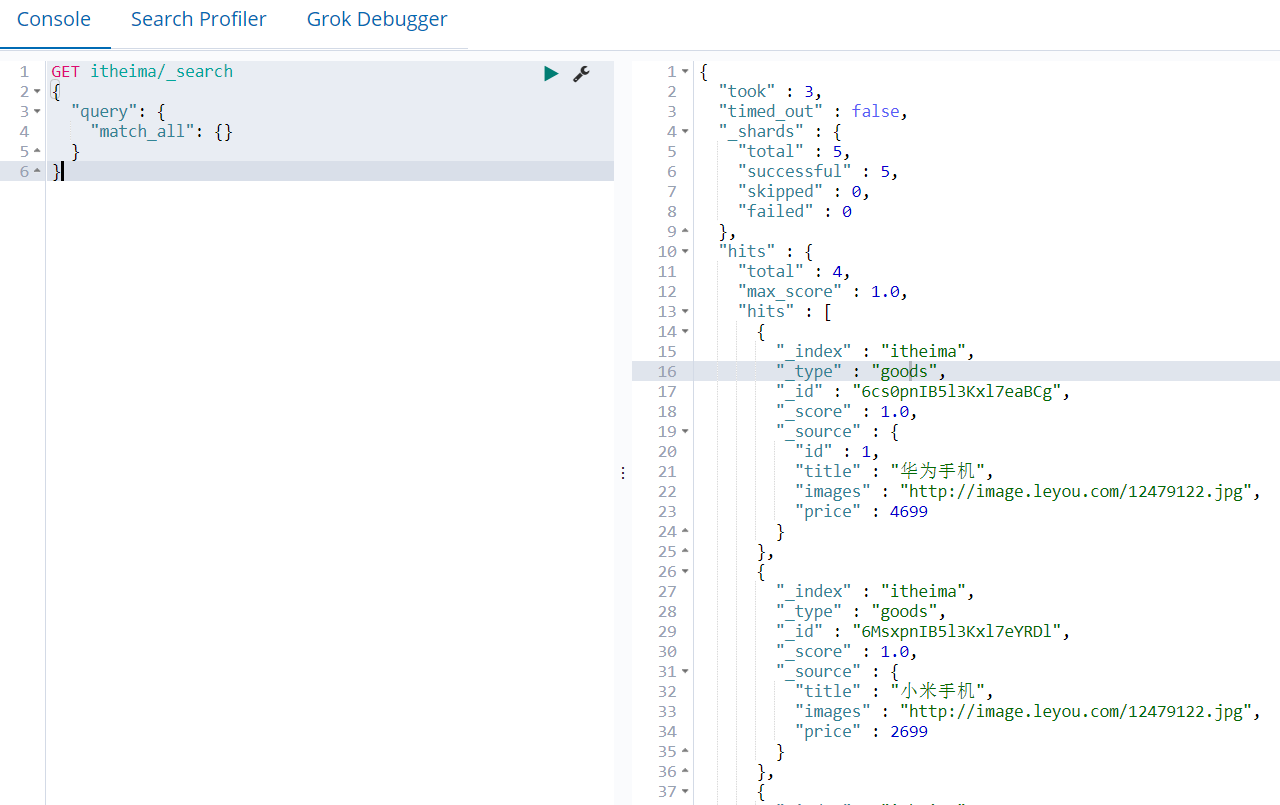 Console Search Profiler Grok Debugger
1 GET itheima/_search
2 {
3 "query": {
4 "match_all": {}
5 }
6 }
1 {
2 "took" : 3,
3 "timed_out" : false,
4 "_shards" : {
5 "total" : 5,
6 "successful" : 5,
7 "skipped" : 0,
8 "failed" : 0
9 },
10 "hits" : {
11 "total" : 4,
12 "max_score" : 1.0,
13 "hits" : [
14 {
15 "_index" : "itheima",
16 "_type" : "goods",
17 "_id" : "6cs0pnIB5l3Kxl7eaBCg",
18 "_score" : 1.0,
19 "_source" : {
20 "id" : 1,
21 "title" : "华为手机",
22 "images" : "http://image.leyou.com/12479122.jpg",
23 "price" : 4699
24 }
25 },
26 {
27 "_index" : "itheima",
28 "_type" : "goods",
29 "_id" : "6MsxpnIB5l3Kxl7eYRDl",
30 "_score" : 1.0,
31 "_source" : {
32 "title" : "小米手机",
33 "images" : "http://image.leyou.com/12479122.jpg",
34 "price" : 2699
35 }
36 },
37 {